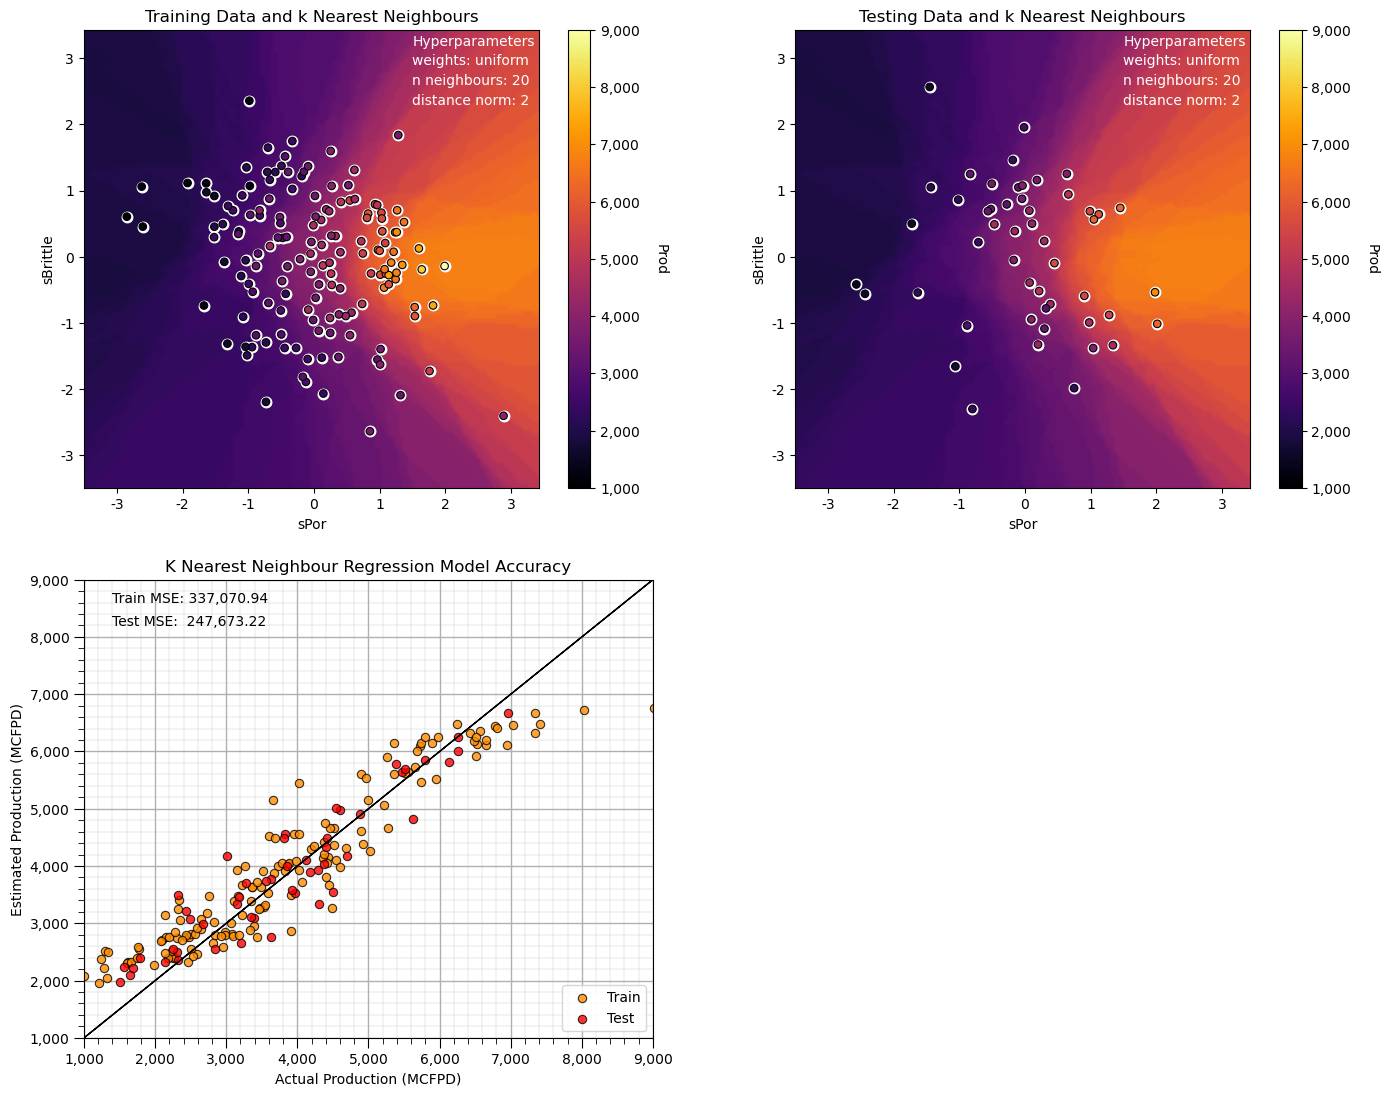 Training Data and k Nearest Neighbours
Hyperparameters
weights: uniform
n neighbours: 20
distance norm: 2
3
2
1
0
-1
-2
-3
sBrittle
-3
-2
-1
0
1
2
3
sPor
9,000
8,000
7,000
6,000
5,000
4,000
3,000
2,000
1,000
Prod
Testing Data and k Nearest Neighbours
Hyperparameters
weights: uniform
n neighbours: 20
distance norm: 2
3
2
1
0
-1
-2
-3
sBrittle
-3
-2
-1
0
1
2
3
sPor
9,000
8,000
7,000
6,000
5,000
4,000
3,000
2,000
1,000
Prod
K Nearest Neighbour Regression Model Accuracy
Train MSE: 337,070.94
Test MSE: 247,673.22
9,000
8,000
7,000
6,000
5,000
4,000
3,000
2,000
1,000
Estimated Production (MCFPD)
Train
Test
1,000
2,000
3,000
4,000
5,000
6,000
7,000
8,000
9,000
Actual Production (MCFPD)